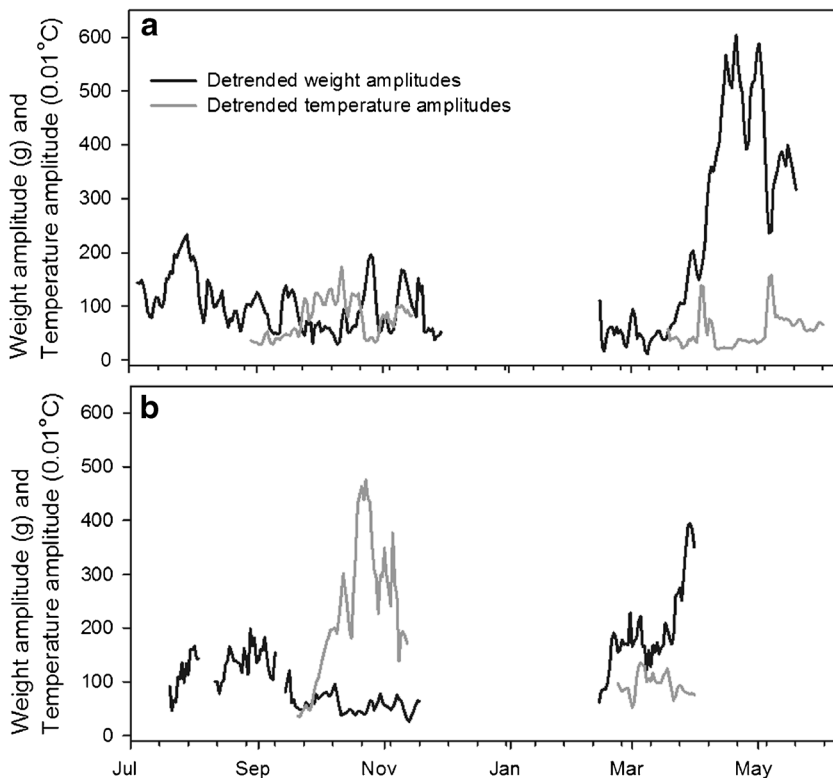 a
Weight amplitude (g) and
Temperature amplitude (0.01°C)
600
500
400
300
200
100
0
Detrended weight amplitudes
Detrended temperature amplitudes
b
Weight amplitude (g) and
Temperature amplitude (0.01°C)
600
500
400
300
200
100
0
Jul Sep Nov Jan Mar May